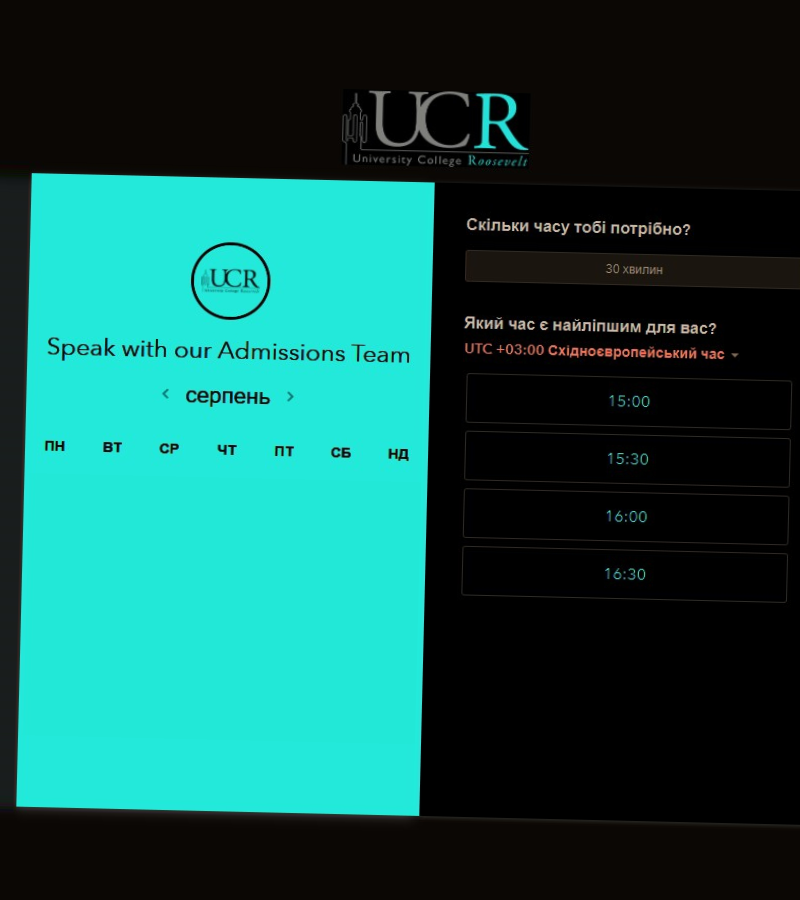 UCR
University College Roosevelt
UCR
Speak with our Admissions Team
серпень
ПН ВТ СР ЧТ ПТ СБ НД
Скільки часу тобі потрібно?
30 хвилин
Який час є найліпшим для вас?
UTC +03:00 Східноєвропейський час
15:00
15:30
16:00
16:30